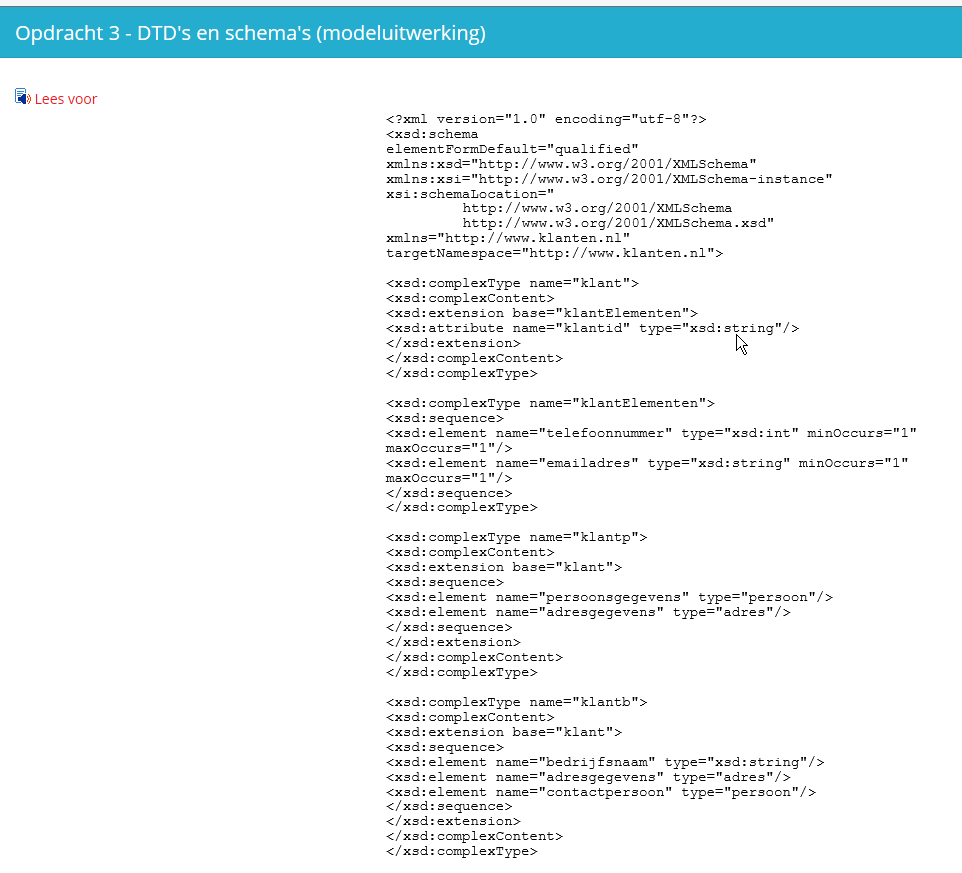 Opdracht 3 - DTD's en schema's (modeluitwerking)
Lees voor
<?xml version="1.0" encoding="utf-8"?>
<xsd:schema
elementFormDefault="qualified"
xmlns:xsd="http://www.w3.org/2001/XMLSchema"
xmlns:xsi="http://www.w3.org/2001/XMLSchema-instance"
xsi:schemaLocation="
http://www.w3.org/2001/XMLSchema
http://www.w3.org/2001/XMLSchema.xsd"
xmlns="http://www.klanten.nl"
targetNamespace="http://www.klanten.nl">
<xsd:complexType name="klant">
<xsd:complexContent>
<xsd:extension base="klantElementen">
<xsd:attribute name="klantid" type="xsd:string"/>
</xsd:extension>
</xsd:complexContent>
</xsd:complexType>
<xsd:complexType name="klantElementen">
<xsd:sequence>
<xsd:element name="telefoonnummer" type="xsd:int" minOccurs="1"
maxOccurs="1"/>
<xsd:element name="emailadres" type="xsd:string" minOccurs="1"
maxOccurs="1"/>
</xsd:sequence>
</xsd:complexType>
<xsd:complexType name="klantp">
<xsd:complexContent>
<xsd:extension base="klant">
<xsd:sequence>
<xsd:element name="persoonsgegevens" type="persoon"/>
<xsd:element name="adresgegevens" type="adres"/>
</xsd:sequence>
</xsd:extension>
</xsd:complexContent>
</xsd:complexType>
<xsd:complexType name="klantb">
<xsd:complexContent>
<xsd:extension base="klant">
<xsd:sequence>
<xsd:element name="bedrijfsnaam" type="xsd:string"/>
<xsd:element name="adresgegevens" type="adres"/>
<xsd:element name="contactpersoon" type="persoon"/>
</xsd:sequence>
</xsd:extension>
</xsd:complexContent>
</xsd:complexType>